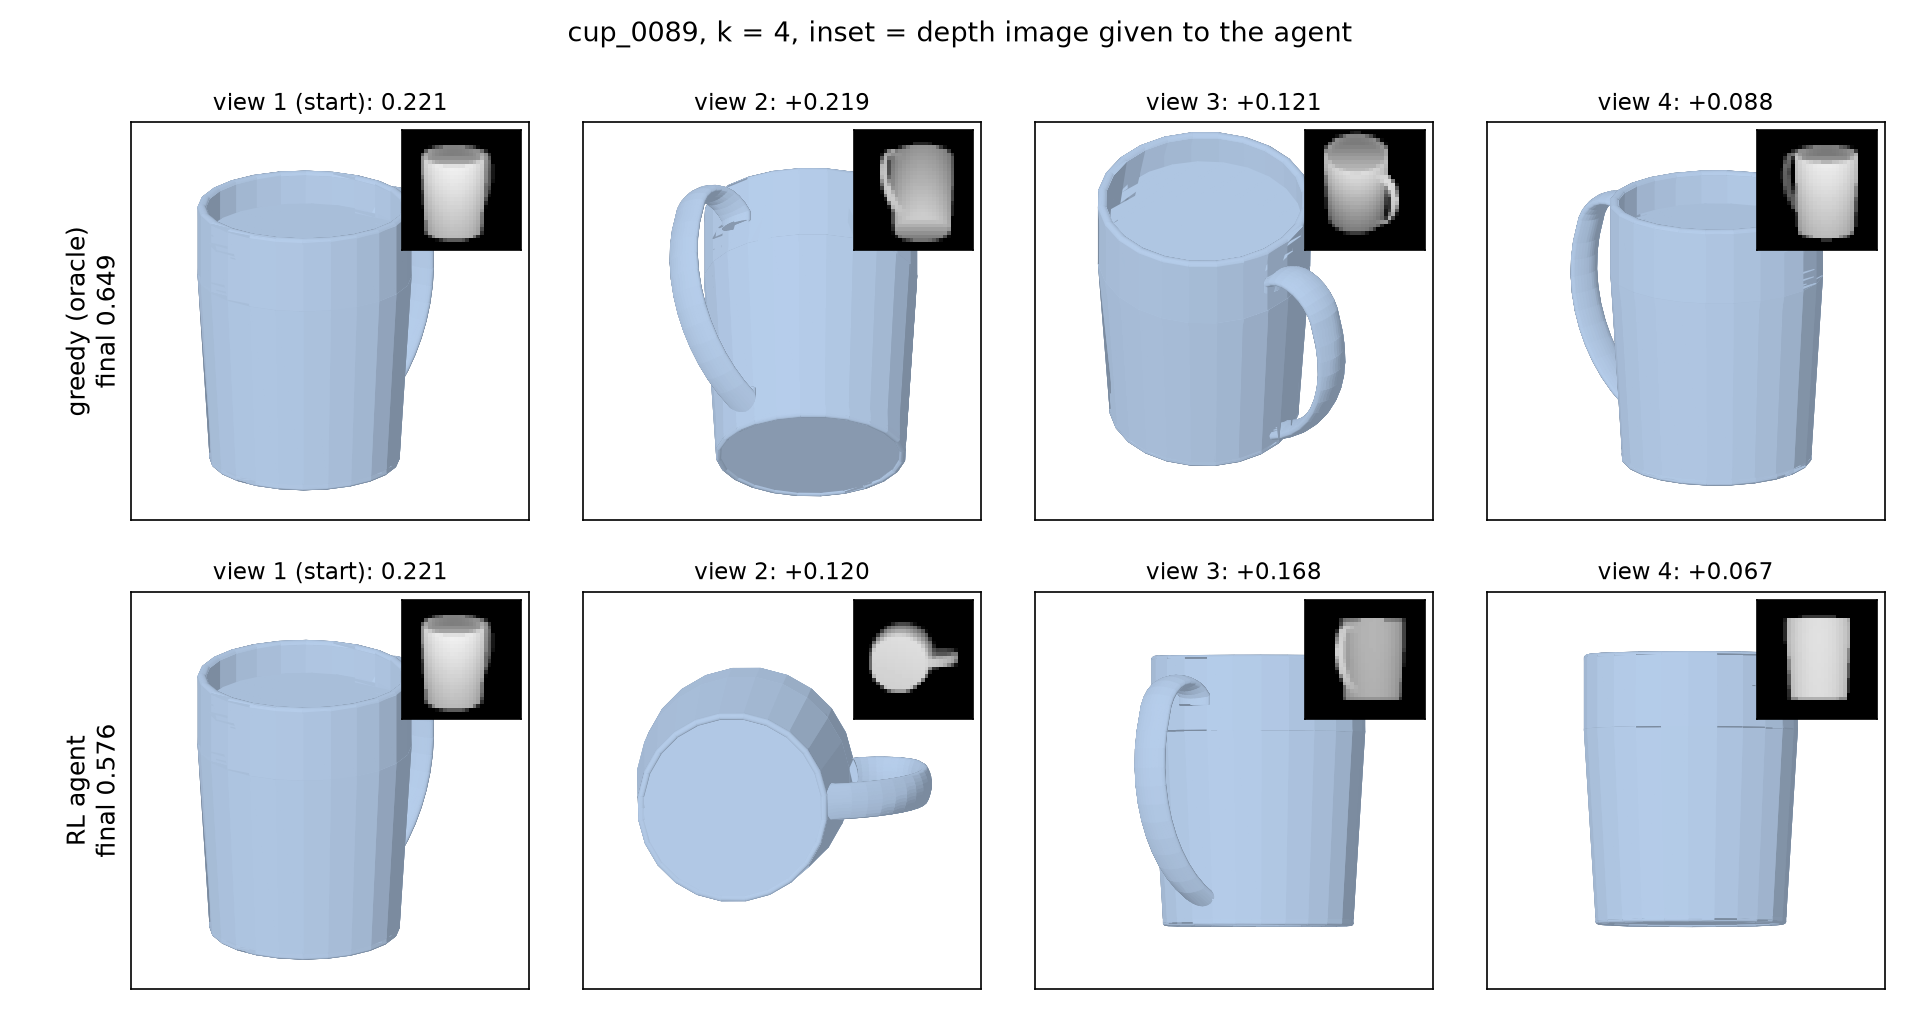 cup_0089, k = 4, inset = depth image given to the agent
greedy (oracle)
final 0.649
view 1 (start): 0.221
view 2: +0.219
view 3: +0.121
view 4: +0.088
RL agent
final 0.576
view 1 (start): 0.221
view 2: +0.120
view 3: +0.168
view 4: +0.067